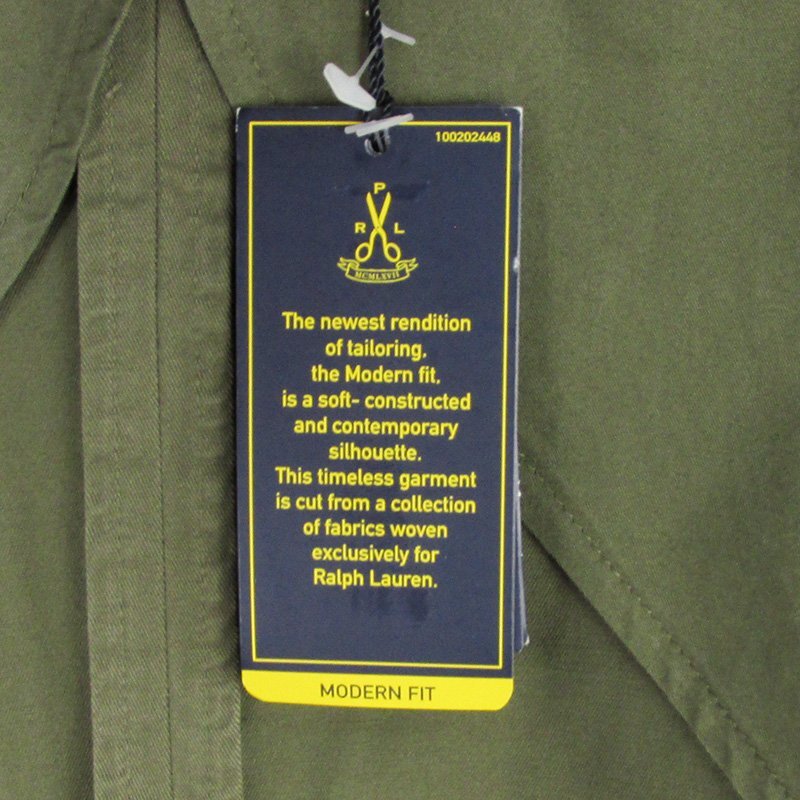 100202448
P
R L
MCMLXVII
The newest rendition
of tailoring,
the Modern fit,
is a soft- constructed
and contemporary
silhouette.
This timeless garment
is cut from a collection
of fabrics woven
exclusively for
Ralph Lauren.
MODERN FIT